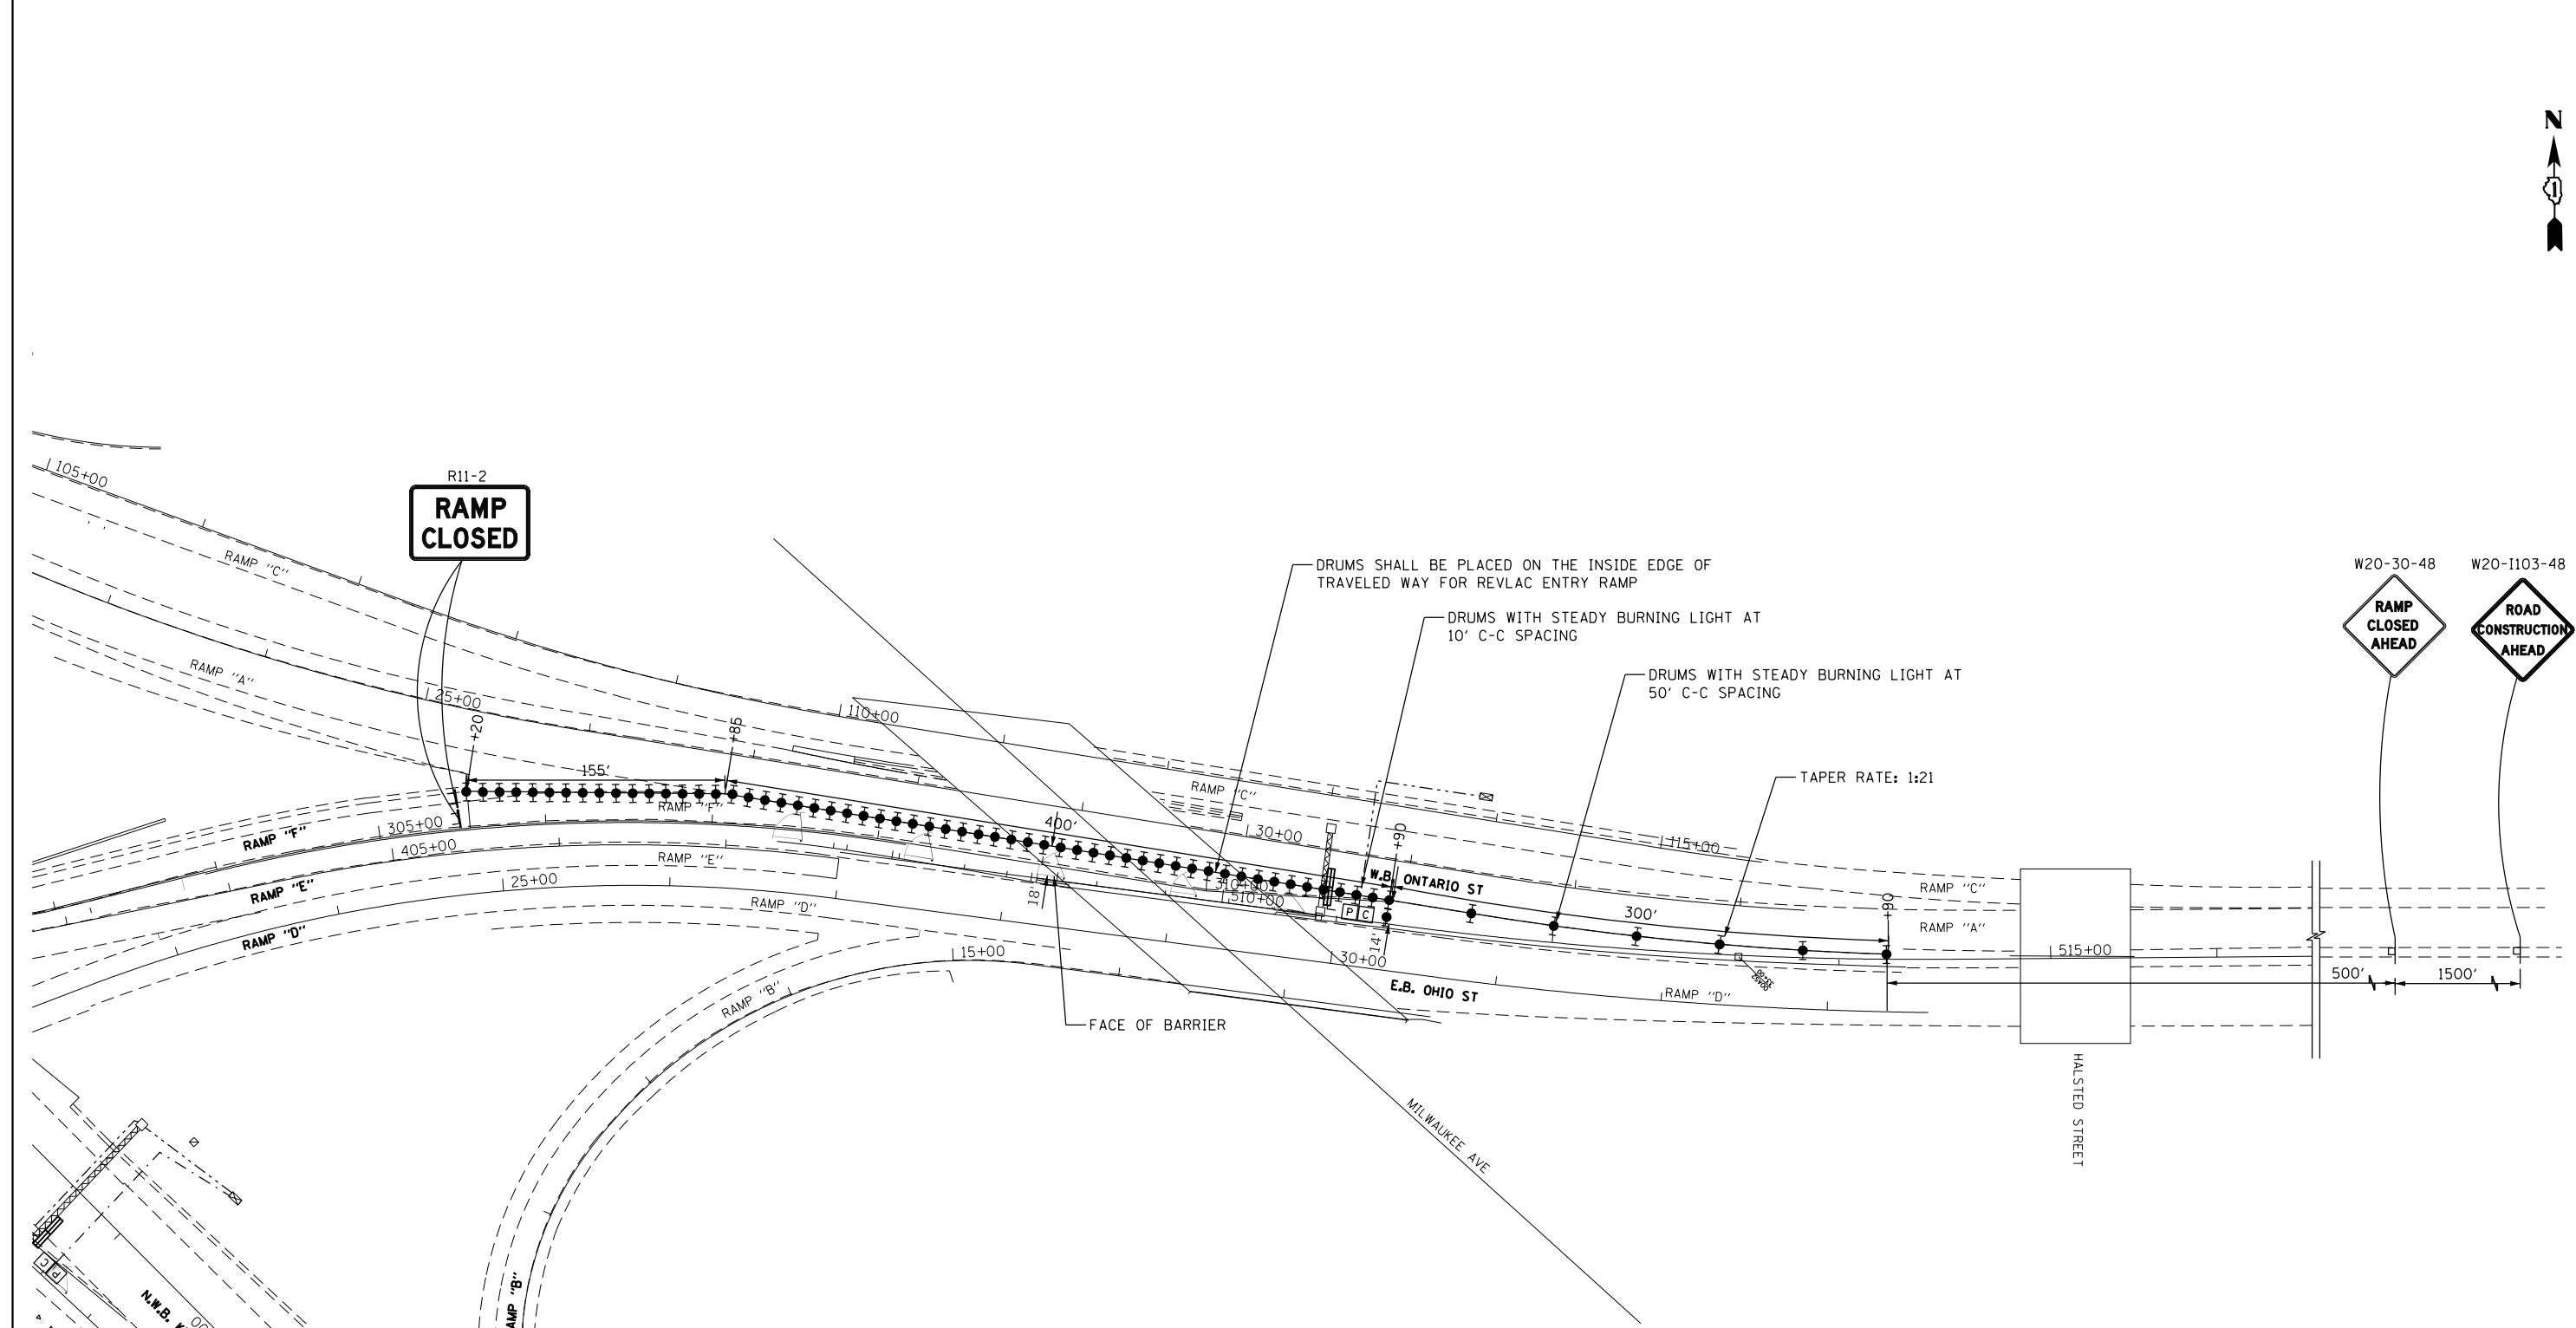 N
1
105+00
R11-2
RAMP
CLOSED
RAMP "C"
RAMP "A"
25+00
+20
110+00
+85
155'
DRUMS SHALL BE PLACED ON THE INSIDE EDGE OF
TRAVELED WAY FOR REVLAC ENTRY RAMP
DRUMS WITH STEADY BURNING LIGHT AT
10' C-C SPACING
DRUMS WITH STEADY BURNING LIGHT AT
50' C-C SPACING
TAPER RATE: 1:21
W20-30-48
RAMP
CLOSED
AHEAD
W20-I103-48
ROAD
CONSTRUCTION
AHEAD
RAMP "F"
RAMP "F"
305+00
405+00
RAMP "E"
RAMP "E"
25+00
RAMP "D"
RAMP "D"
400'
18'
RAMP "C"
30+00
115+00
+90
W.B. ONTARIO ST
310+00
510+00
P C
14'
30+00
300'
+90
RAMP "C"
RAMP "A"
515+00
500'
1500'
15+00
RAMP "B"
E.B. OHIO ST
RAMP "D"
FACE OF BARRIER
HALSTED STREET
MILWAUKEE AVE
C P
N.W.B. K
00
AMP "B"